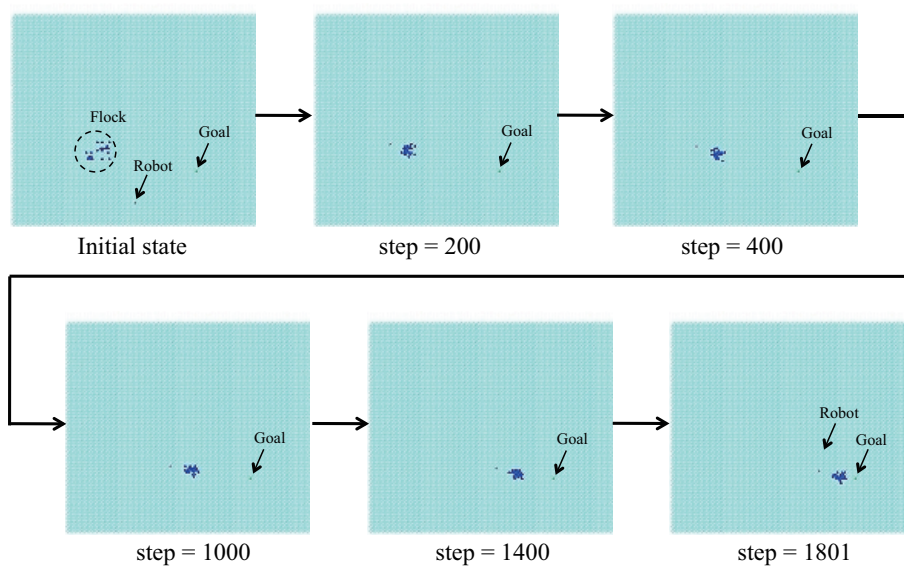 Flock
Goal
Robot
Initial state
Goal
step = 200
Goal
step = 400
Goal
step = 1000
Goal
step = 1400
Robot
Goal
step = 1801